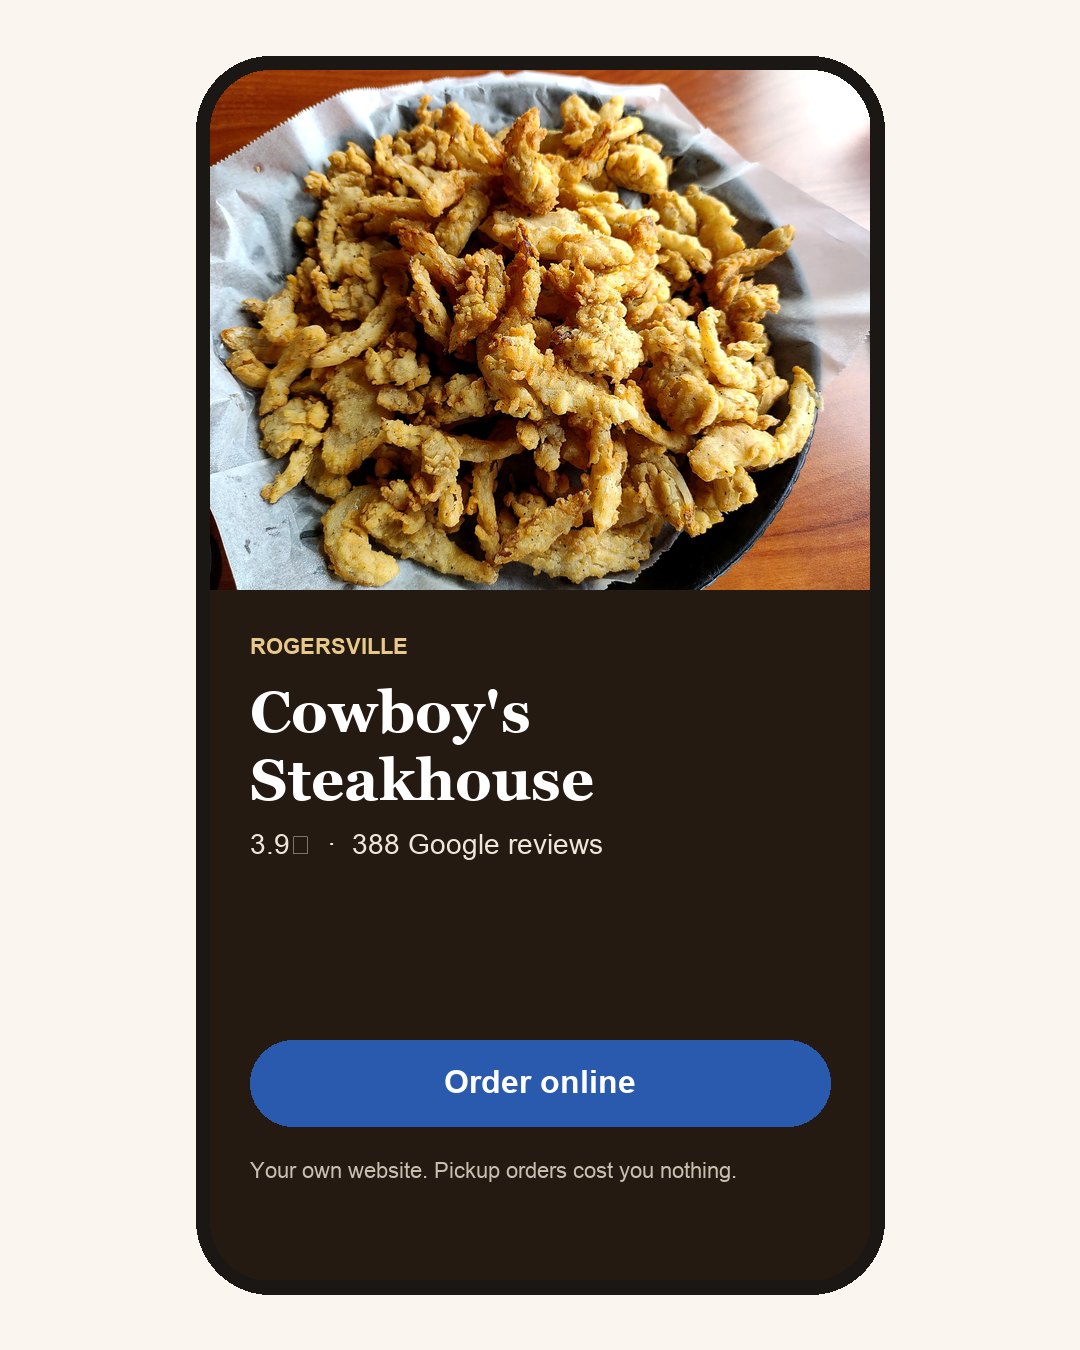 ROGERSVILLE
Cowboy's
Steakhouse
3.9□ · 388 Google reviews
Order online
Your own website. Pickup orders cost you nothing.